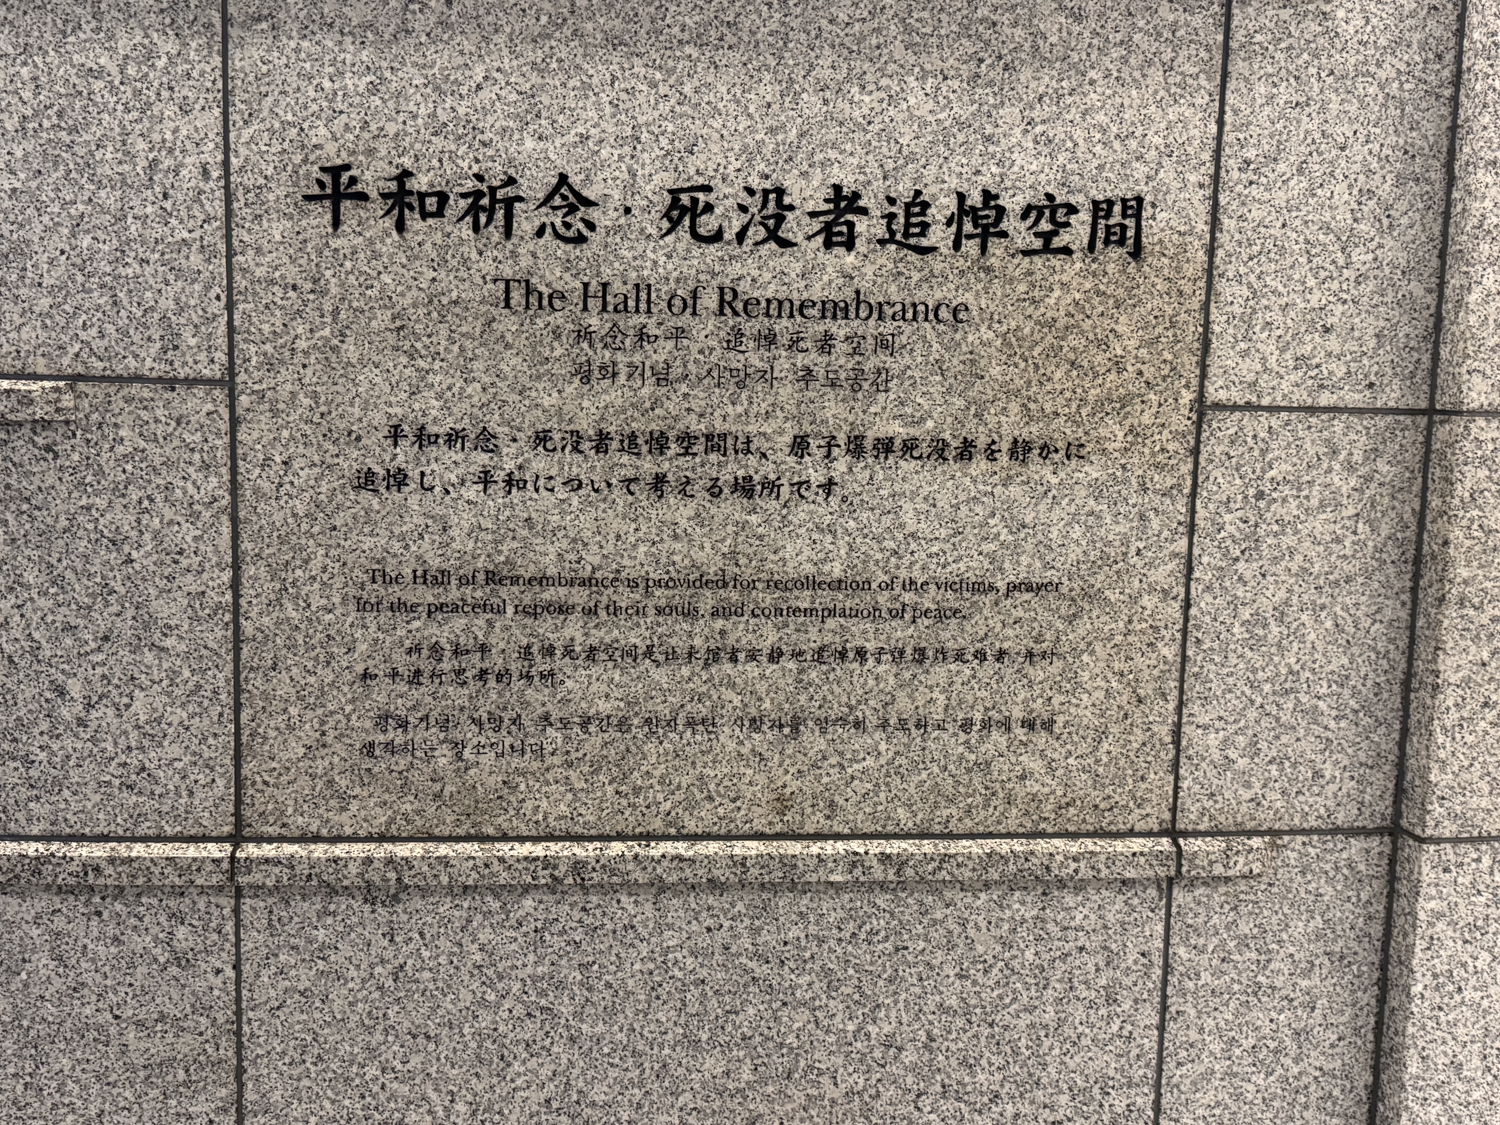 平和祈念・死没者追悼空間
The Hall of Remembrance
祈念和平・追悼死者空间
평화기념・사망자 추도공간
平和祈念・死没者追悼空間は、原子爆弾死没者を静かに
追悼し、平和について考える場所です。
The Hall of Remembrance is provided for recollection of the victims, prayer
for the peaceful repose of their souls, and contemplation of peace.
祈念和平・追悼死者空间是让来馆者安静地追悼原子弹爆炸死难者,并对
和平进行思考的场所。
평화기념・사망자 추도공간은 원자폭탄 사망자를 엄숙히 추도하고 평화에 대해
생각하는 장소입니다.